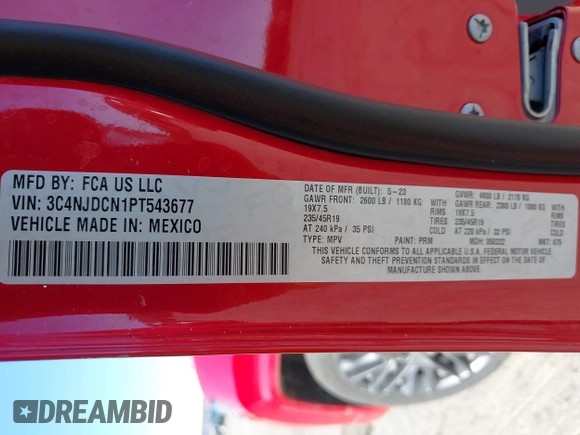 MFD BY: FCA US LLC
VIN: 3C4NJDCN1PT543677
VEHICLE MADE IN: MEXICO
DATE OF MFR (BUILT): 5-23 GVWR: 4800 LB / 2178 KG
GAWR FRONT: 2600 LB / 1180 KG GAWR REAR: 2380 LB / 1080 KG
19X7.5 RIMS 19X7.5 RIMS
235/45R19 TIRES 235/45R19 TIRES
AT 240 kPa / 35 PSI COLD AT 220 kPa / 32 PSI COLD
TYPE: MPV PAINT: PRM MDH: 050222 MKT: 875
THIS VEHICLE CONFORMS TO ALL APPLICABLE U.S.A. FEDERAL MOTOR VEHICLE
SAFETY AND THEFT PREVENTION STANDARDS IN EFFECT ON THE DATE OF
MANUFACTURE SHOWN ABOVE.
DREAMBID